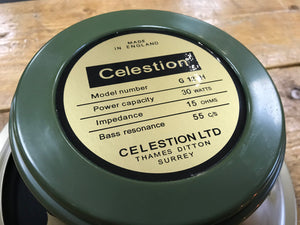 MADE
IN ENGLAND
Celestion
Model number G
Power capacity 30 WATTS
Impedance 15 OHMS
Bass resonance 55 C/S
CELESTION LTD
THAMES DITTON
SURREY